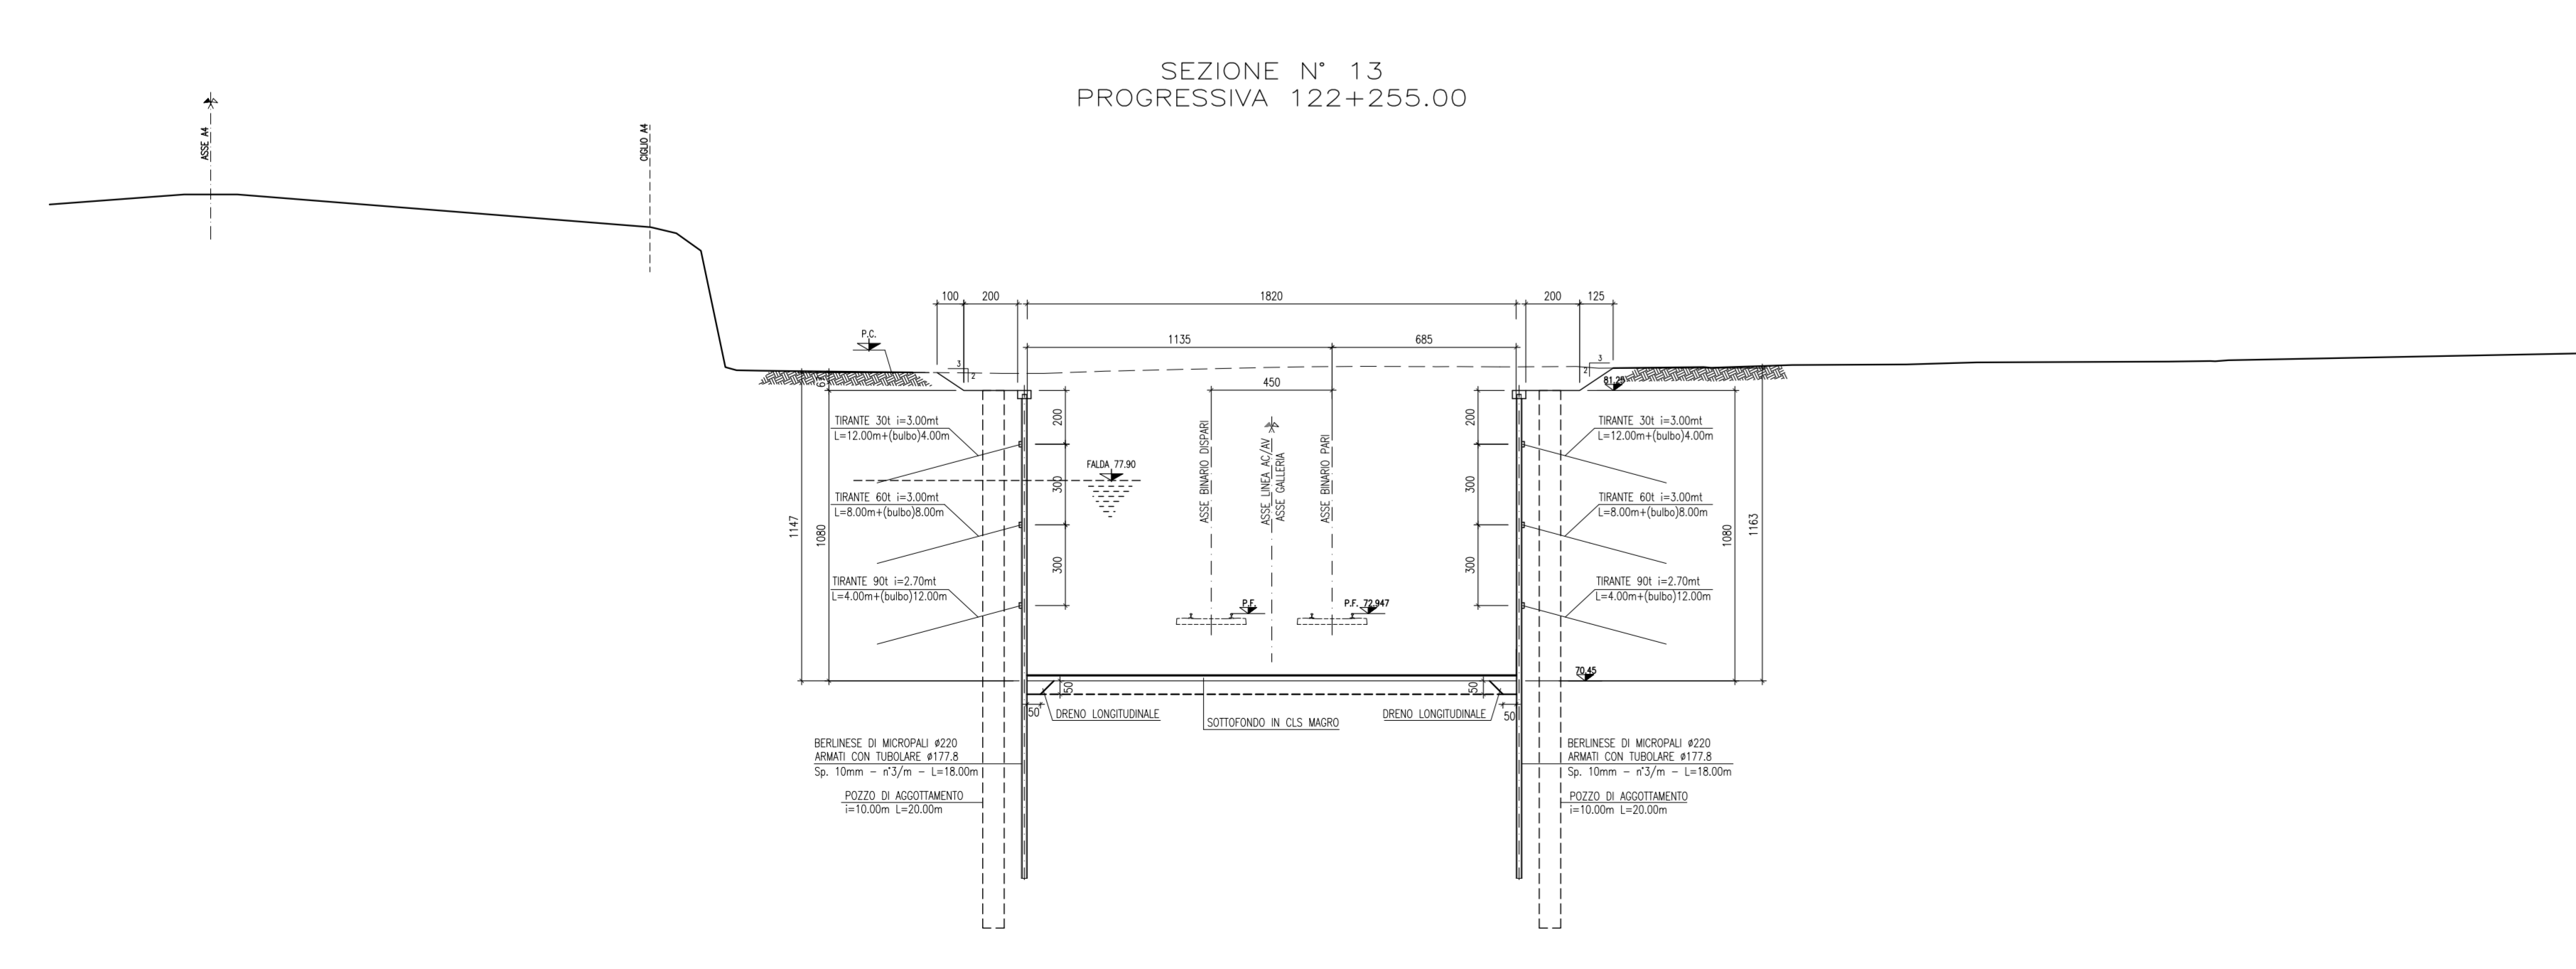 SEZIONE N° 13
PROGRESSIVA 122+255.00
ASSE A4
CIGLIO A4
100
200
1820
200
125
P.C.
1135
685
3
2
3
2
67
450
81.25
200
200
TIRANTE 30t i=3.00mt
L=12.00m+(bulbo)4.00m
TIRANTE 30t i=3.00mt
L=12.00m+(bulbo)4.00m
ASSE BINARIO DISPARI
ASSE LINEA AC/AV
ASSE GALLERIA
ASSE BINARIO PARI
FALDA 77.90
300
300
TIRANTE 60t i=3.00mt
L=8.00m+(bulbo)8.00m
TIRANTE 60t i=3.00mt
L=8.00m+(bulbo)8.00m
1147
1080
1080
1163
300
300
TIRANTE 90t i=2.70mt
L=4.00m+(bulbo)12.00m
TIRANTE 90t i=2.70mt
L=4.00m+(bulbo)12.00m
P.F.
P.F. 72.947
70.45
50
50
50
50
DRENO LONGITUDINALE
SOTTOFONDO IN CLS MAGRO
DRENO LONGITUDINALE
BERLINESE DI MICROPALI ø220
ARMATI CON TUBOLARE ø177.8
Sp. 10mm - n°3/m - L=18.00m
BERLINESE DI MICROPALI ø220
ARMATI CON TUBOLARE ø177.8
Sp. 10mm - n°3/m - L=18.00m
POZZO DI AGGOTTAMENTO
i=10.00m L=20.00m
POZZO DI AGGOTTAMENTO
i=10.00m L=20.00m